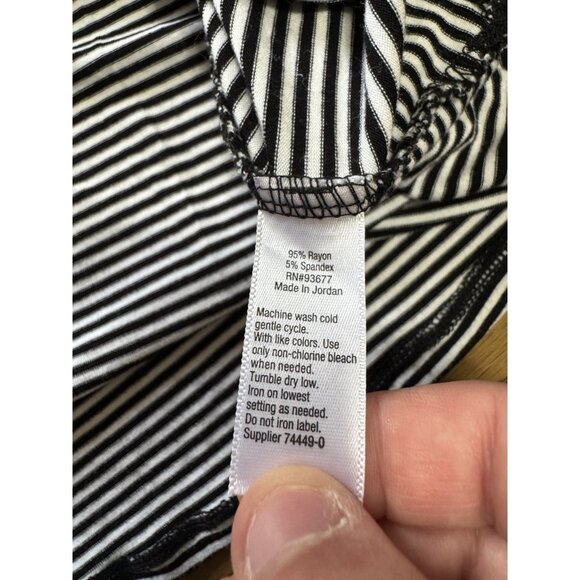 95% Rayon
5% Spandex
RN#93677
Made In Jordan
Machine wash cold
gentle cycle.
With like colors. Use
only non-chlorine bleach
when needed.
Tumble dry low.
Iron on lowest
setting as needed.
Do not iron label.
Supplier 74449-0